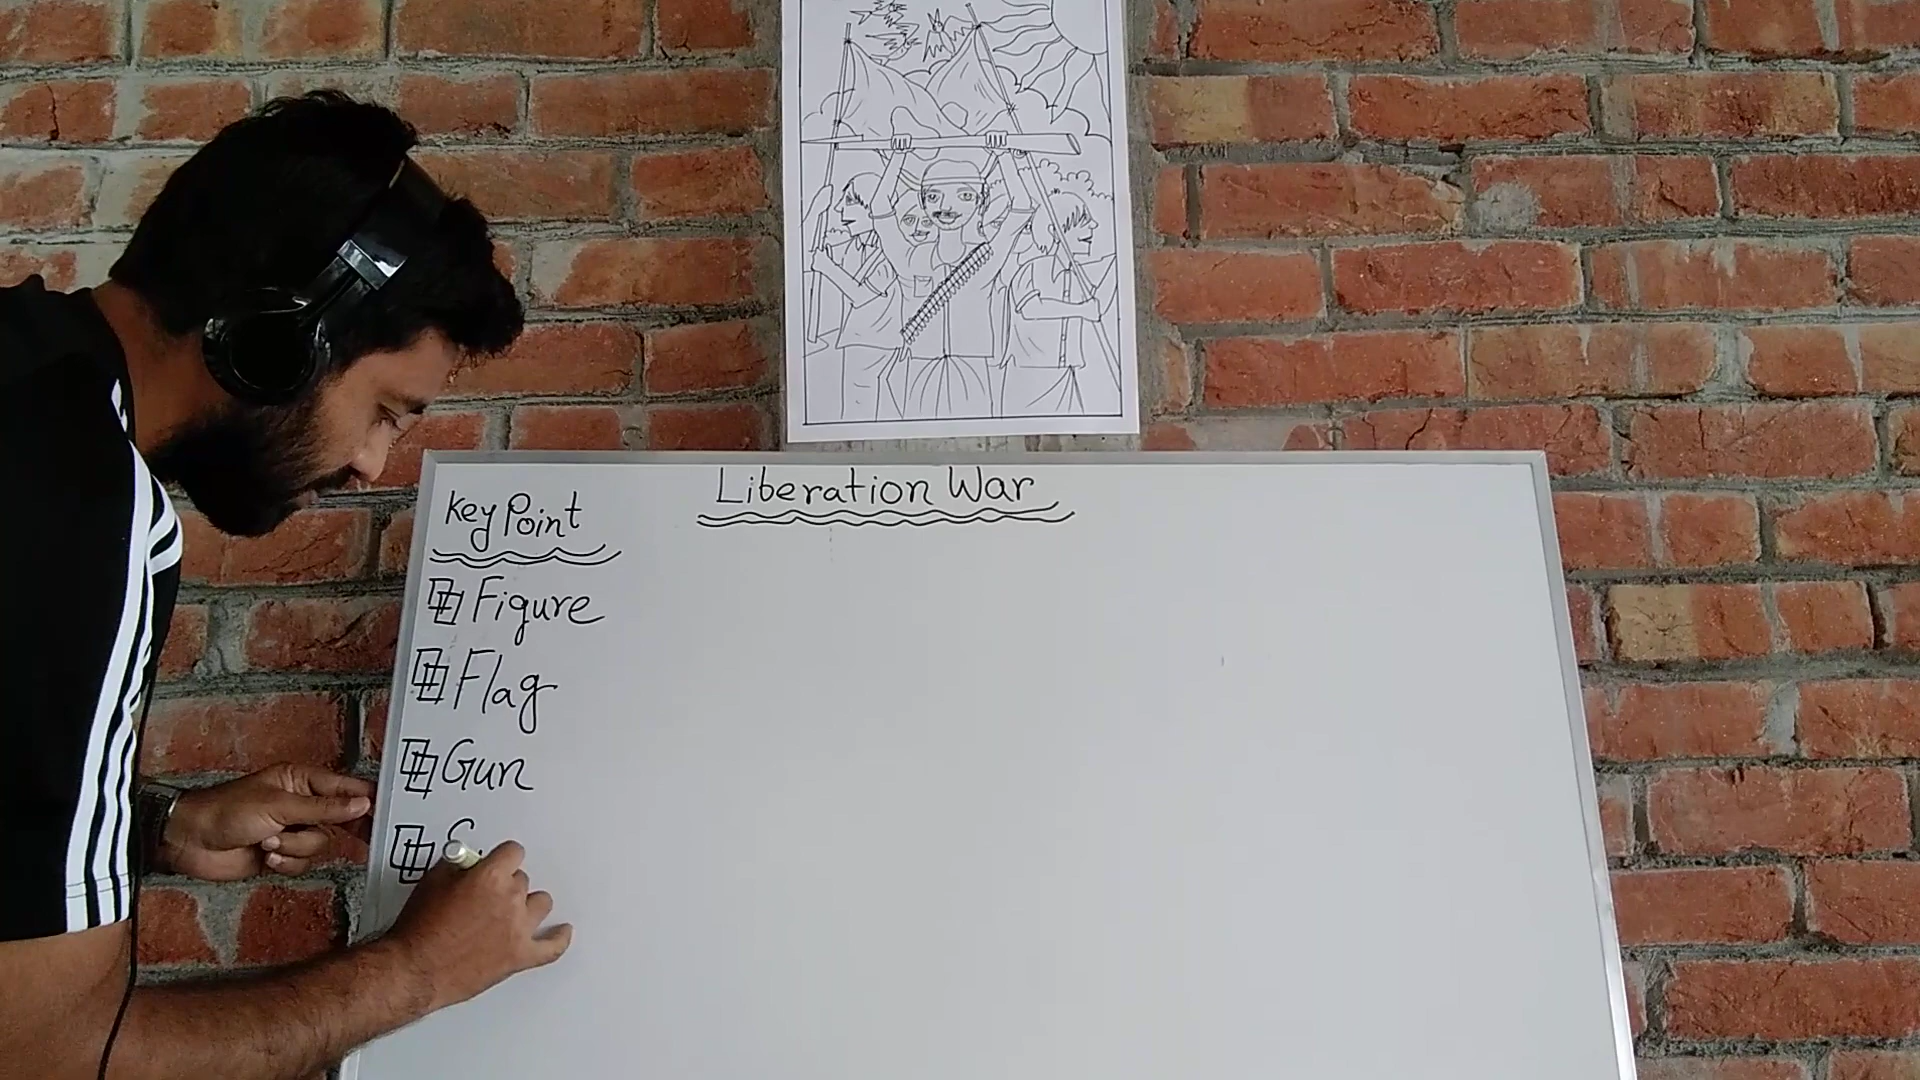 Liberation War
Key Point
Figure
Flag
Gun